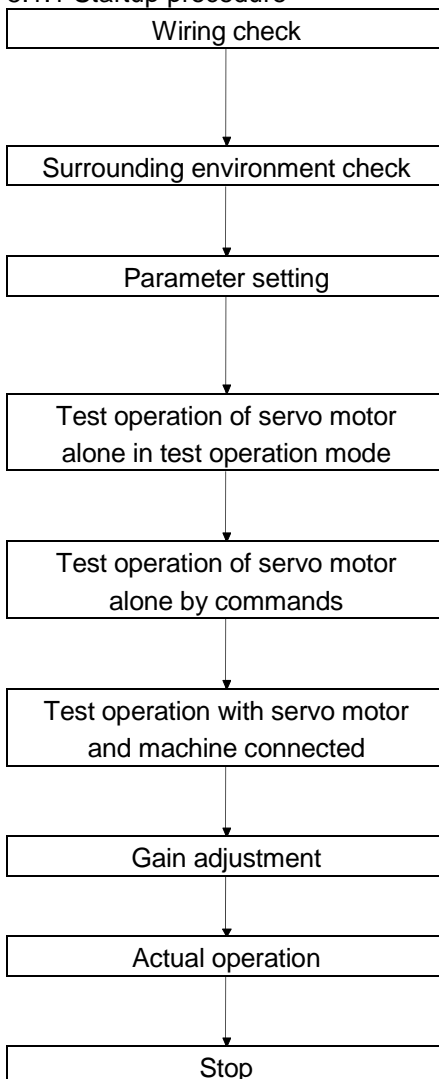 Startup procedure
Wiring check
Surrounding environment check
Parameter setting
Test operation of servo motor
alone in test operation mode
Test operation of servo motor
alone by commands
Test operation with servo motor
and machine connected
Gain adjustment
Actual operation
Stop